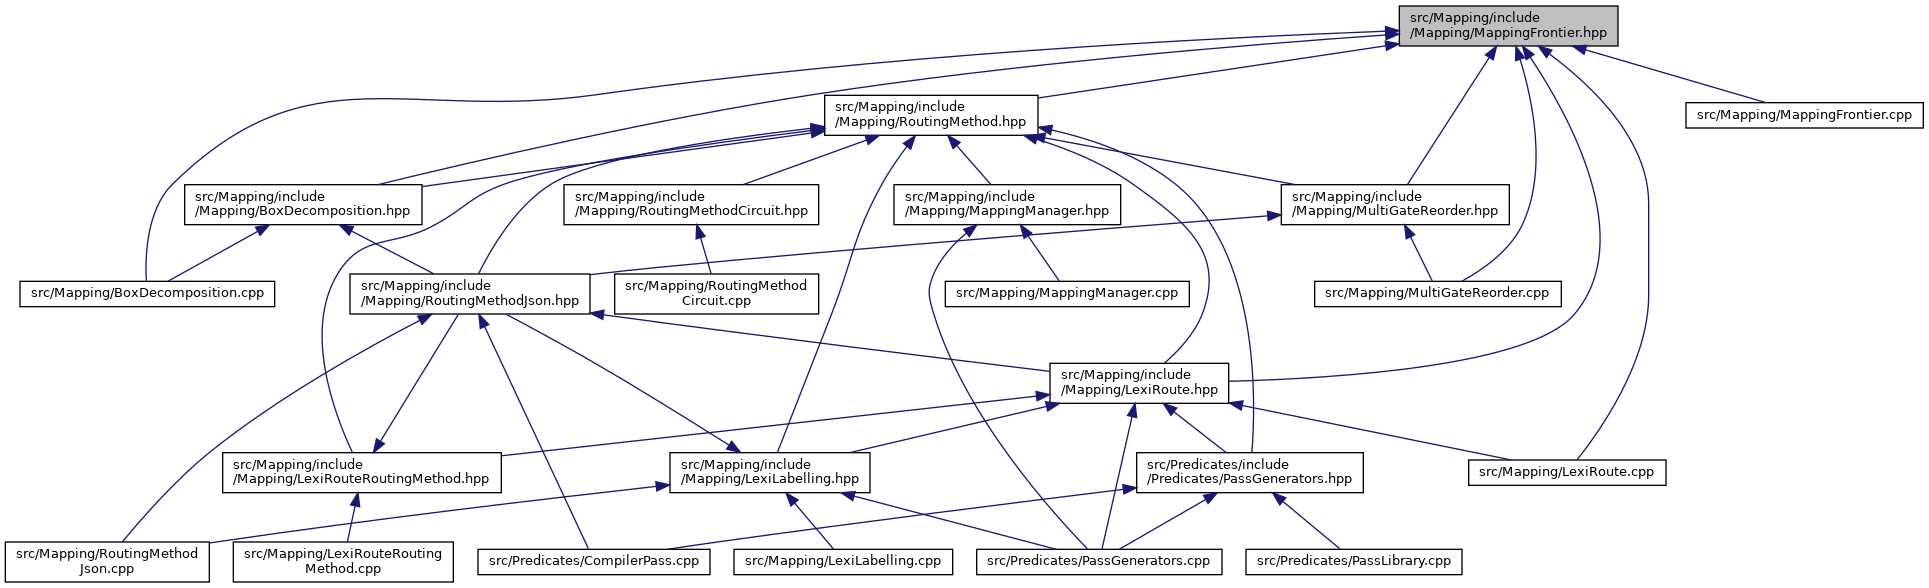 src/Mapping/include
/Mapping/MappingFrontier.hpp
src/Mapping/include
/Mapping/RoutingMethod.hpp
src/Mapping/MappingFrontier.cpp
src/Mapping/include
/Mapping/BoxDecomposition.hpp
src/Mapping/include
/Mapping/RoutingMethodCircuit.hpp
src/Mapping/include
/Mapping/MappingManager.hpp
src/Mapping/include
/Mapping/MultiGateReorder.hpp
src/Mapping/BoxDecomposition.cpp
src/Mapping/include
/Mapping/RoutingMethodJson.hpp
src/Mapping/RoutingMethod
Circuit.cpp
src/Mapping/MappingManager.cpp
src/Mapping/MultiGateReorder.cpp
src/Mapping/include
/Mapping/LexiRoute.hpp
src/Mapping/include
/Mapping/LexiRouteRoutingMethod.hpp
src/Mapping/include
/Mapping/LexiLabelling.hpp
src/Predicates/include
/Predicates/PassGenerators.hpp
src/Mapping/LexiRoute.cpp
src/Mapping/RoutingMethod
Json.cpp
src/Mapping/LexiRouteRouting
Method.cpp
src/Predicates/CompilerPass.cpp
src/Mapping/LexiLabelling.cpp
src/Predicates/PassGenerators.cpp
src/Predicates/PassLibrary.cpp